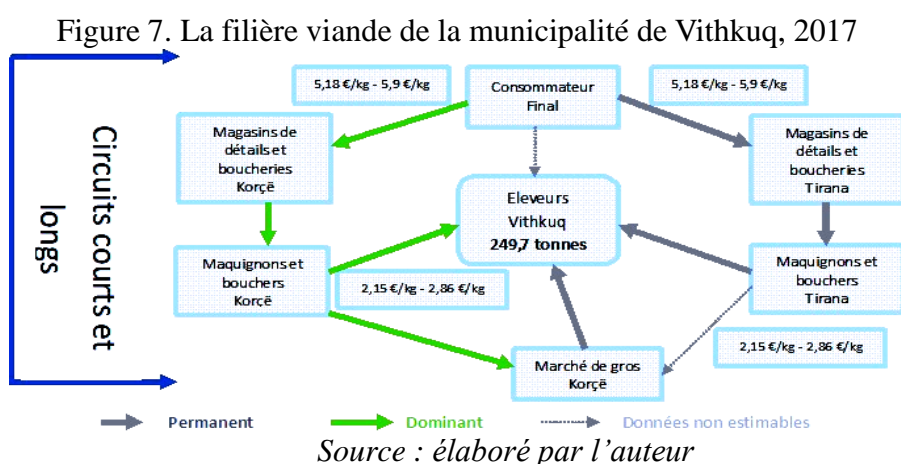 Figure 7. La filière viande de la municipalité de Vithkuq, 2017
5,18 €/kg - 5,9 €/kg
Consommateur
Final
5,18 €/kg - 5,9 €/kg
Magasins de
détails et
boucheries
Korçë
Magasins de
détails et
boucheries
Tirana
Circuits courts et
longs
Eleveurs
Vithkuq
249,7 tonnes
Maquignons et
bouchers
Korçë
2,15 €/kg - 2,86 €/kg
Maquignons et
bouchers
Tirana
2,15 €/kg - 2,86 €/kg
Marché de gros
Korçë
Permanent
Dominant
Données non estimables
Source : élaboré par l'auteur